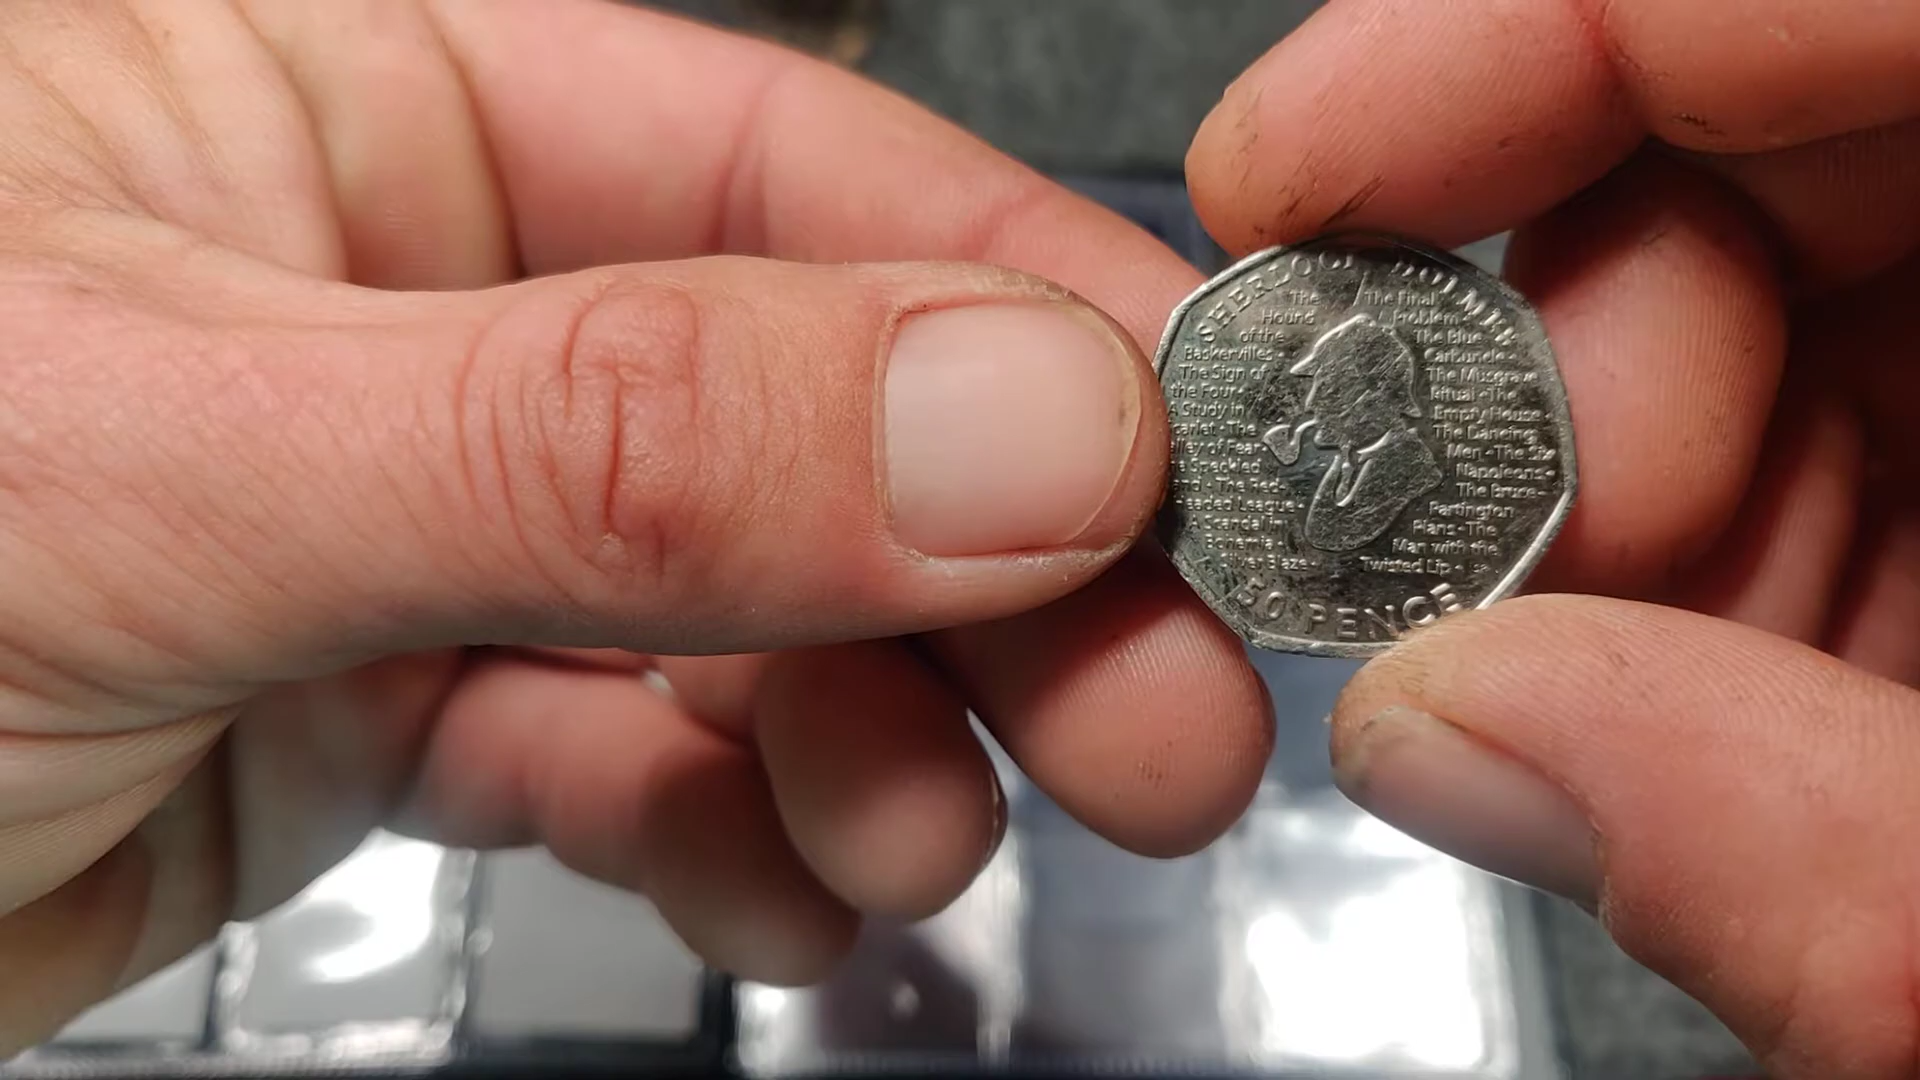 SHERLOCK HOLMES
The
Hound
of the
Baskervilles ·
The Sign of
the Four
A Study in
carlet · The
lley of Fear ·
e Speckled
nd · The Red-
eaded League ·
A Scandal in
Bohemia ·
lver Blaze ·
The Final
Problem ·
The Blue
Carbuncle ·
The Musgrave
Ritual · The
Empty House ·
The Dancing
Men · The Six
Napoleons ·
The Bruce-
Partington
Plans · The
Man with the
Twisted Lip ·
50 PENCE